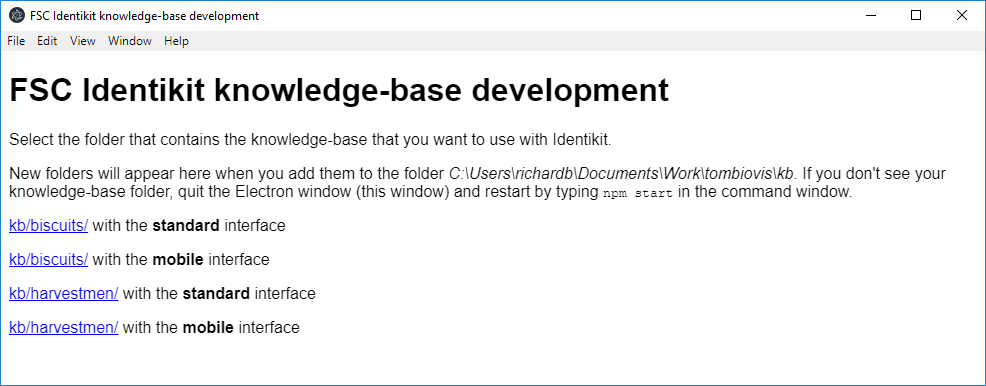 FSC Identikit knowledge-base development
File Edit View Window Help
FSC Identikit knowledge-base development
Select the folder that contains the knowledge-base that you want to use with Identikit.
New folders will appear here when you add them to the folder C:\Users\richardb\Documents\Work\tombiovis\kb. If you don't see your
knowledge-base folder, quit the Electron window (this window) and restart by typing npm start in the command window.
kb/biscuits/ with the standard interface
kb/biscuits/ with the mobile interface
kb/harvestmen/ with the standard interface
kb/harvestmen/ with the mobile interface